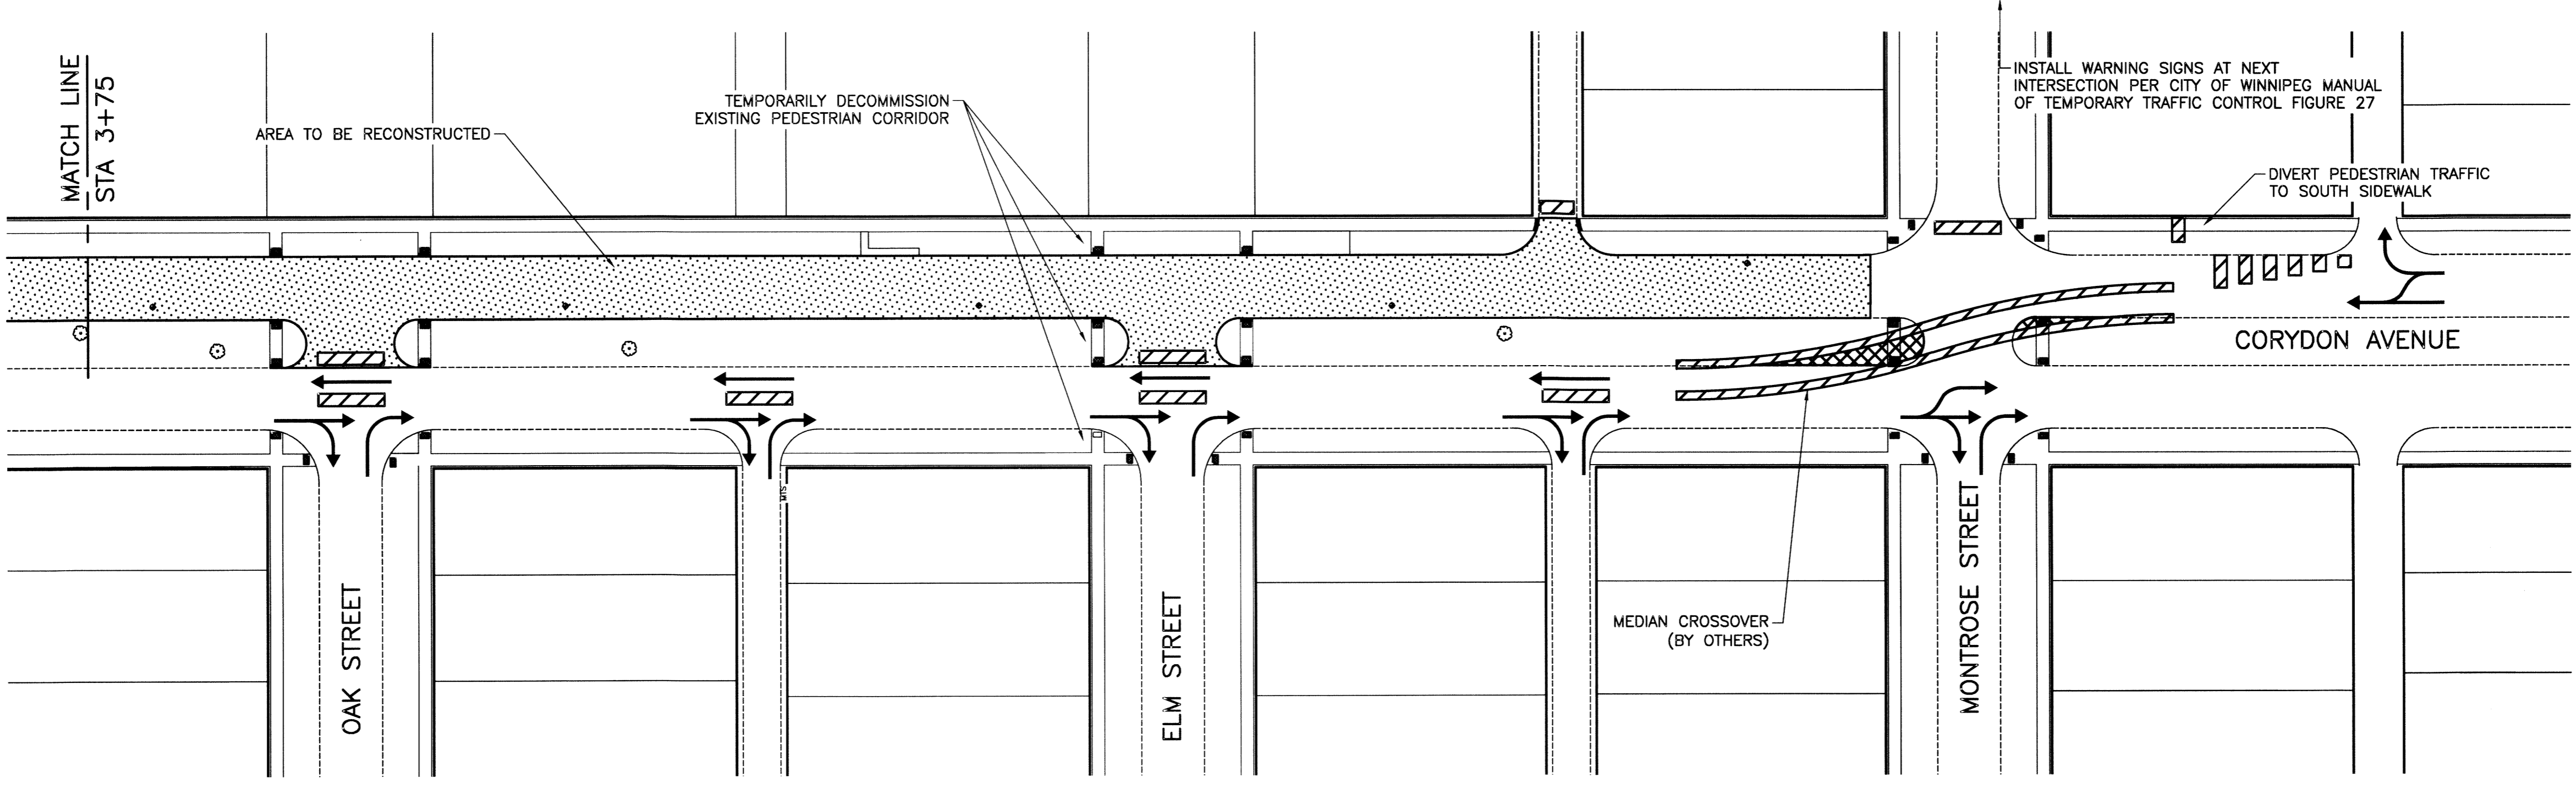 MATCH LINE
STA 3+75
AREA TO BE RECONSTRUCTED
TEMPORARILY DECOMMISSION
EXISTING PEDESTRIAN CORRIDOR
INSTALL WARNING SIGNS AT NEXT
INTERSECTION PER CITY OF WINNIPEG MANUAL
OF TEMPORARY TRAFFIC CONTROL FIGURE 27
DIVERT PEDESTRIAN TRAFFIC
TO SOUTH SIDEWALK
CORYDON AVENUE
MTS
OAK STREET
ELM STREET
MEDIAN CROSSOVER
(BY OTHERS)
MONTROSE STREET